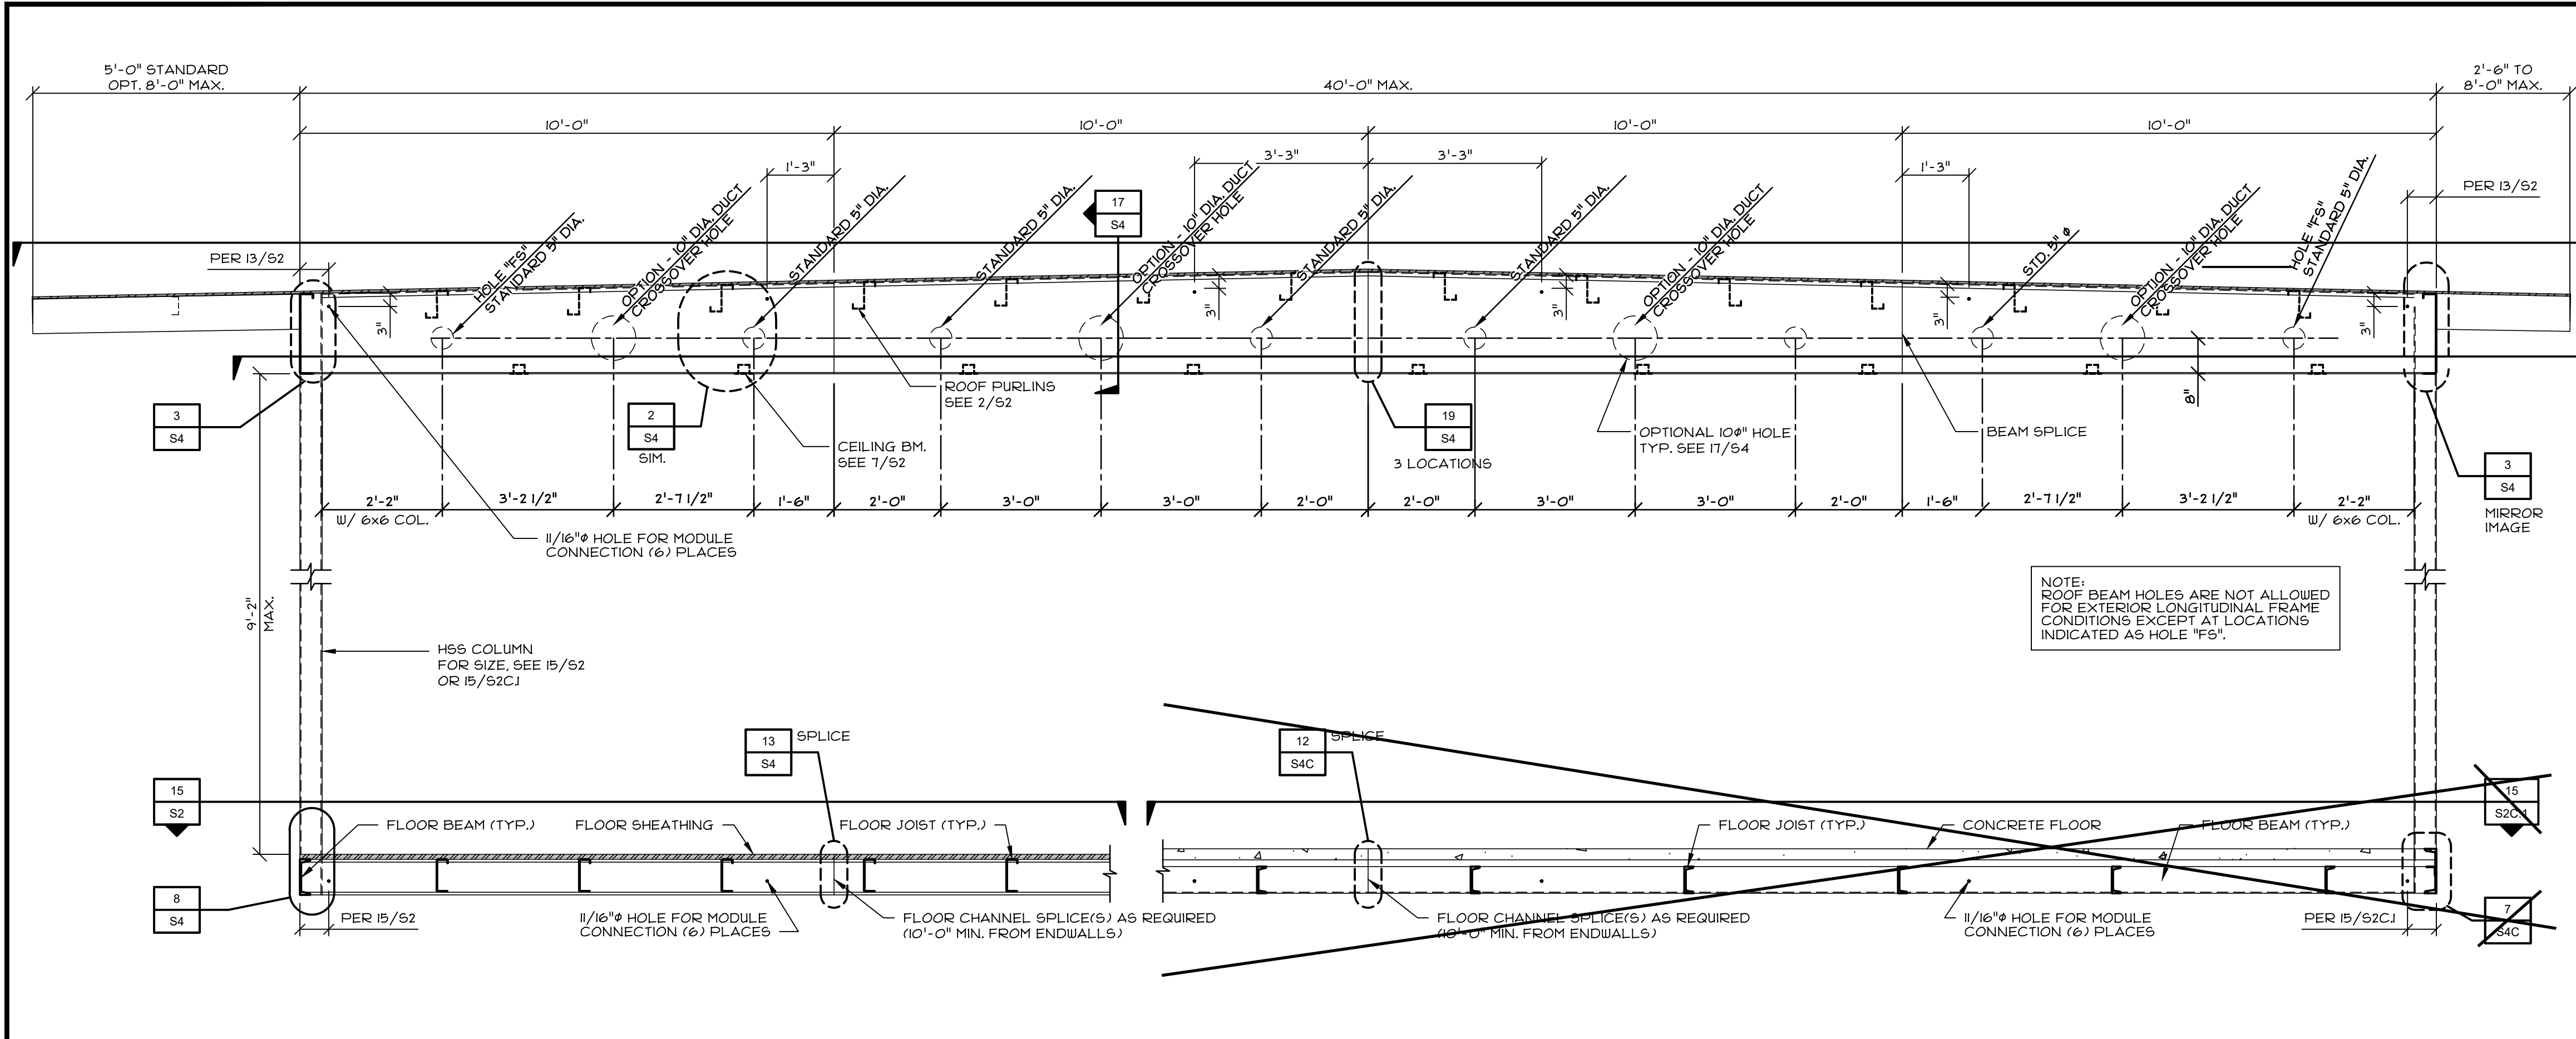 5'-0" STANDARD
OPT. 8'-0" MAX.
40'-0" MAX.
2'-6" TO
8'-0" MAX.
10'-0"
10'-0"
10'-0"
10'-0"
1'-3"
3'-3"
3'-3"
1'-3"
PER 13/S2
PER 13/S2
HOLE "FS"
STANDARD 5" DIA.
OPTION - 10" DIA. DUCT
CROSSOVER HOLE
STANDARD 5" DIA.
STANDARD 5" DIA.
17
S4
OPTION - 10" DIA. DUCT
CROSSOVER HOLE
STANDARD 5" DIA.
STANDARD 5" DIA.
OPTION - 10" DIA. DUCT
CROSSOVER HOLE
STD. 5" ø
OPTION - 10" DIA. DUCT
CROSSOVER HOLE
HOLE "FS"
STANDARD 5" DIA.
3"
3"
3"
3"
3"
ROOF PURLINS
SEE 2/S2
3
S4
2
S4
SIM.
CEILING BM.
SEE 7/S2
19
S4
3 LOCATIONS
OPTIONAL 10ø" HOLE
TYP. SEE 17/S4
BEAM SPLICE
8"
3
S4
MIRROR
IMAGE
2'-2"
3'-2 1/2"
2'-7 1/2"
1'-6"
2'-0"
3'-0"
3'-0"
2'-0"
2'-0"
3'-0"
3'-0"
2'-0"
1'-6"
2'-7 1/2"
3'-2 1/2"
2'-2"
W/ 6x6 COL.
W/ 6x6 COL.
11/16"ø HOLE FOR MODULE
CONNECTION (6) PLACES
9'-2"
MAX.
NOTE:
ROOF BEAM HOLES ARE NOT ALLOWED
FOR EXTERIOR LONGITUDINAL FRAME
CONDITIONS EXCEPT AT LOCATIONS
INDICATED AS HOLE "FS".
HSS COLUMN
FOR SIZE, SEE 15/S2
OR 15/S2C.1
13
S4
SPLICE
12
S4C
SPLICE
15
S2
15
S2C.1
FLOOR BEAM (TYP.)
FLOOR SHEATHING
FLOOR JOIST (TYP.)
FLOOR JOIST (TYP.)
CONCRETE FLOOR
FLOOR BEAM (TYP.)
8
S4
PER 15/S2
11/16"ø HOLE FOR MODULE
CONNECTION (6) PLACES
FLOOR CHANNEL SPLICE(S) AS REQUIRED
(10'-0" MIN. FROM ENDWALLS)
FLOOR CHANNEL SPLICE(S) AS REQUIRED
(10'-0" MIN. FROM ENDWALLS)
11/16"ø HOLE FOR MODULE
CONNECTION (6) PLACES
PER 15/S2C.1
7
S4C